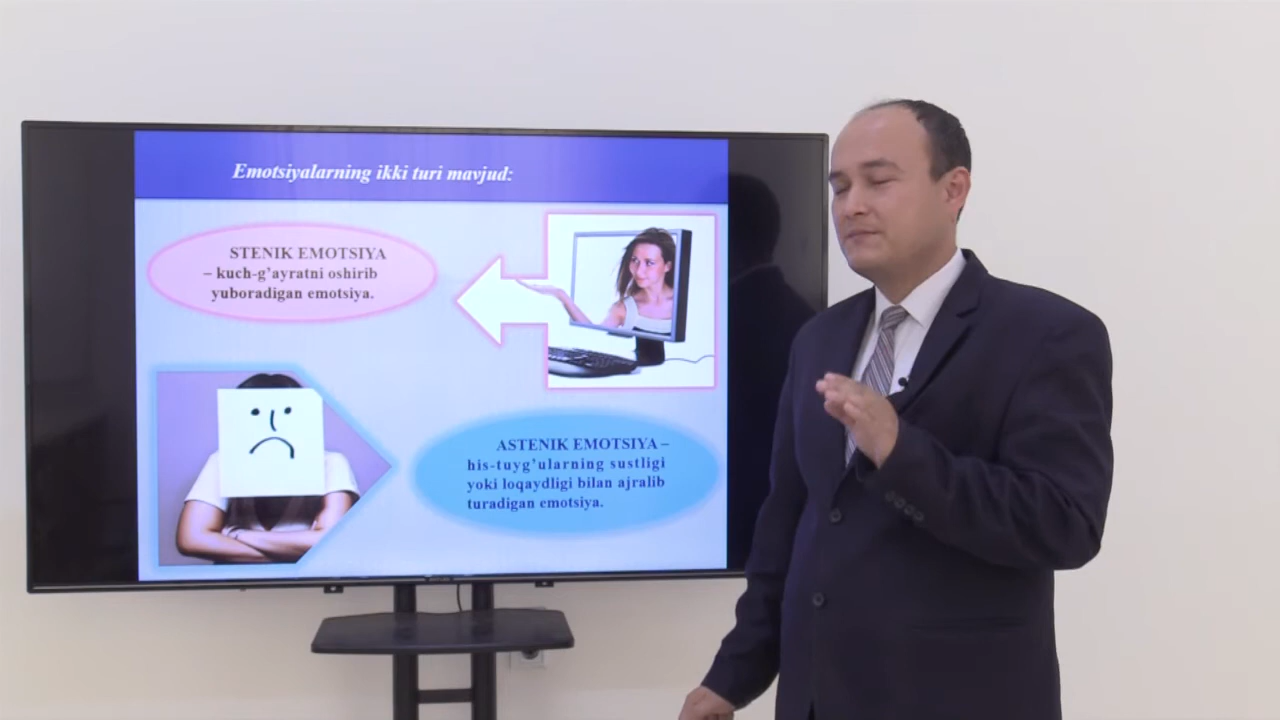 Emotsiyalarning ikki turi mavjud:
STENIK EMOTSIYA
– kuch-g’ayratni oshirib
yuboradigan emotsiya.
ASTENIK EMOTSIYA –
his-tuyg’ularning sustligi
yoki loqaydligi bilan ajralib
turadigan emotsiya.